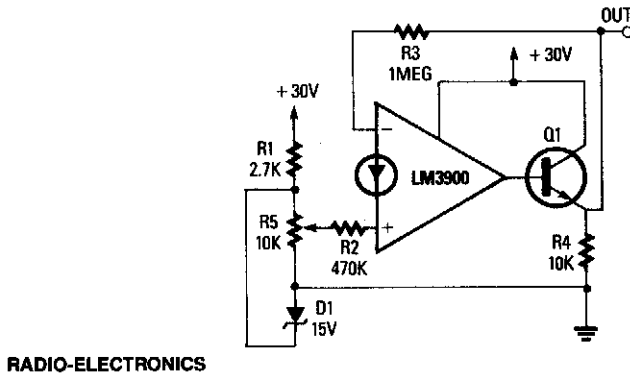 OUT
R3
1MEG
+30V
+30V
R1
2.7K
Q1
−
LM3900
R5
10K
+
R2
470K
R4
10K
D1
15V
RADIO-ELECTRONICS